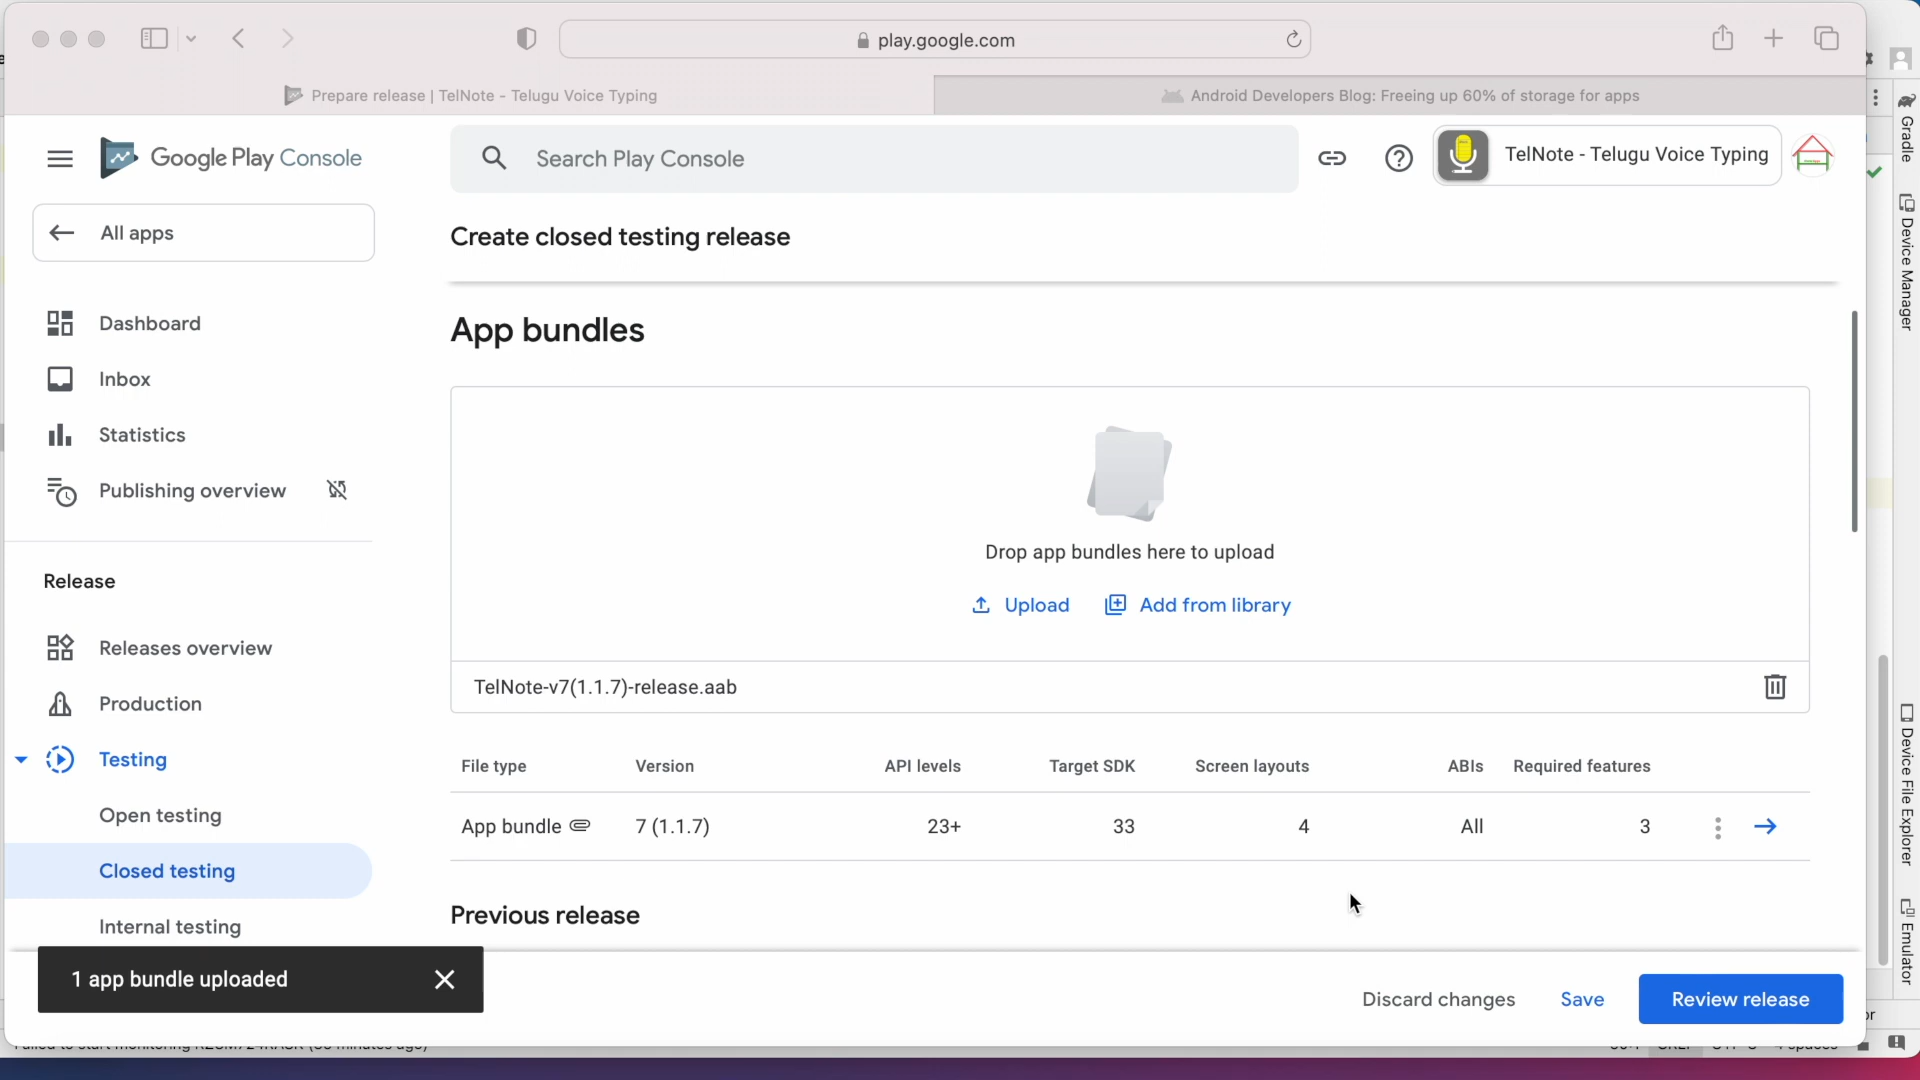 play.google.com
Prepare release | TelNote - Telugu Voice Typing
Android Developers Blog: Freeing up 60% of storage for apps
Google Play Console
Search Play Console
TelNote - Telugu Voice Typing
All apps
Create closed testing release
Dashboard
Inbox
Statistics
Publishing overview
Release
Releases overview
Production
Testing
Open testing
Closed testing
Internal testing
App bundles
Drop app bundles here to upload
Upload
Add from library
TelNote-v7(1.1.7)-release.aab
File type Version API levels Target SDK Screen layouts ABIs Required features
App bundle 7 (1.1.7) 23+ 33 4 All 3
Previous release
1 app bundle uploaded
Discard changes
Save
Review release
Gradle
Device Manager
Device File Explorer
Emulator